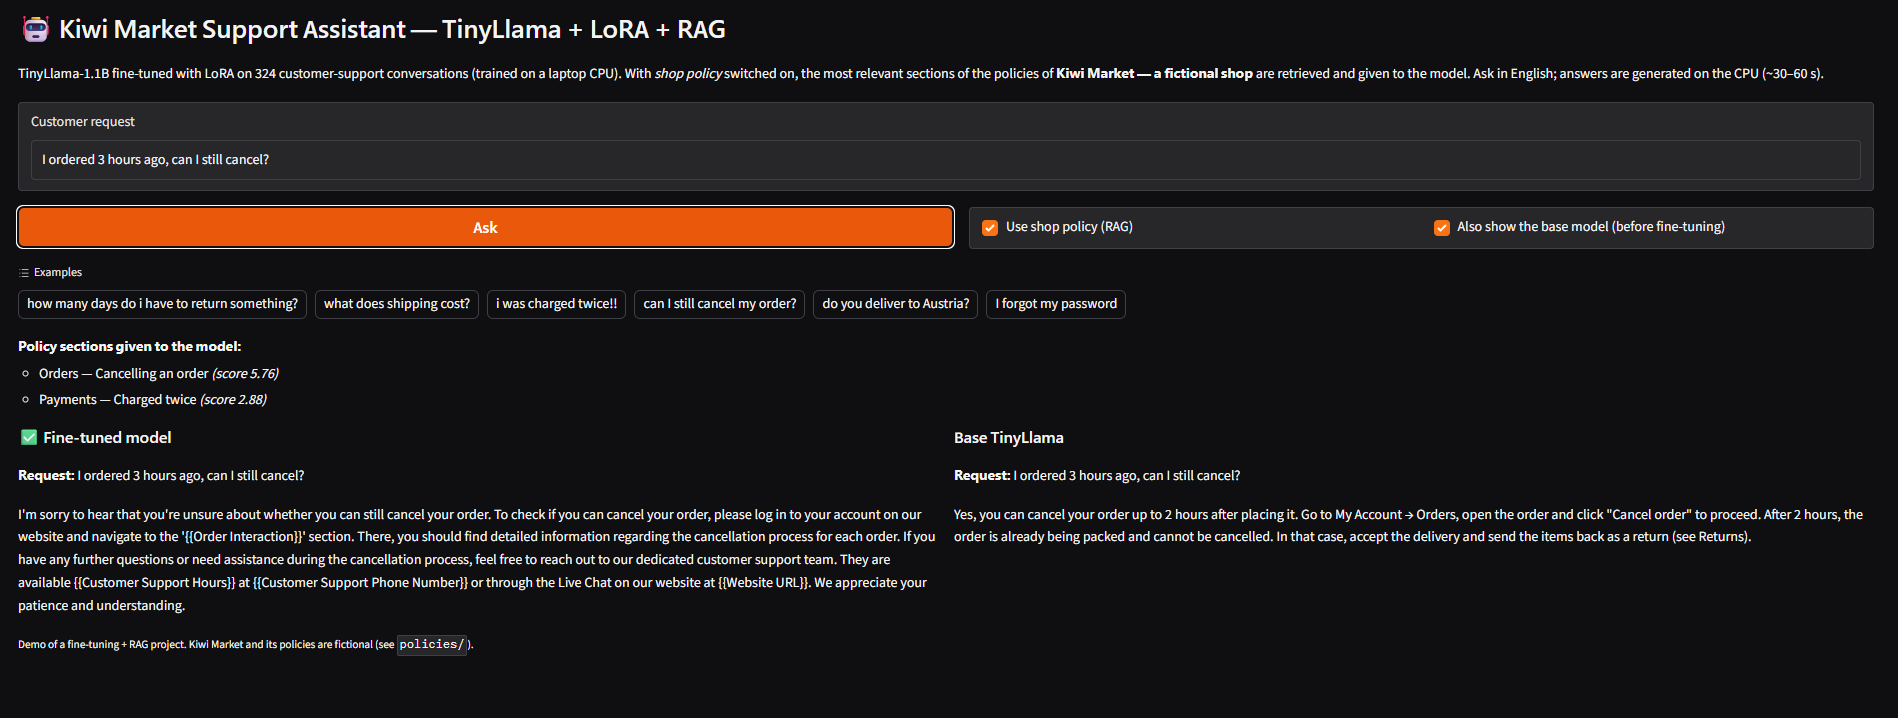 Kiwi Market Support Assistant — TinyLlama + LoRA + RAG
TinyLlama-1.1B fine-tuned with LoRA on 324 customer-support conversations (trained on a laptop CPU). With shop policy switched on, the most relevant sections of the policies of Kiwi Market — a fictional shop are retrieved and given to the model. Ask in English; answers are generated on the CPU (~30–60 s).
Customer request
I ordered 3 hours ago, can I still cancel?
Ask
Use shop policy (RAG)
Also show the base model (before fine-tuning)
Examples
how many days do i have to return something?
what does shipping cost?
i was charged twice!!
can I still cancel my order?
do you deliver to Austria?
I forgot my password
Policy sections given to the model:
Orders — Cancelling an order (score 5.76)
Payments — Charged twice (score 2.88)
✅ Fine-tuned model
Request: I ordered 3 hours ago, can I still cancel?
I'm sorry to hear that you're unsure about whether you can still cancel your order. To check if you can cancel your order, please log in to your account on our
website and navigate to the '{{Order Interaction}}' section. There, you should find detailed information regarding the cancellation process for each order. If you
have any further questions or need assistance during the cancellation process, feel free to reach out to our dedicated customer support team. They are
available {{Customer Support Hours}} at {{Customer Support Phone Number}} or through the Live Chat on our website at {{Website URL}}. We appreciate your
patience and understanding.
Base TinyLlama
Request: I ordered 3 hours ago, can I still cancel?
Yes, you can cancel your order up to 2 hours after placing it. Go to My Account → Orders, open the order and click "Cancel order" to proceed. After 2 hours, the
order is already being packed and cannot be cancelled. In that case, accept the delivery and send the items back as a return (see Returns).
Demo of a fine-tuning + RAG project. Kiwi Market and its policies are fictional (see policies/).